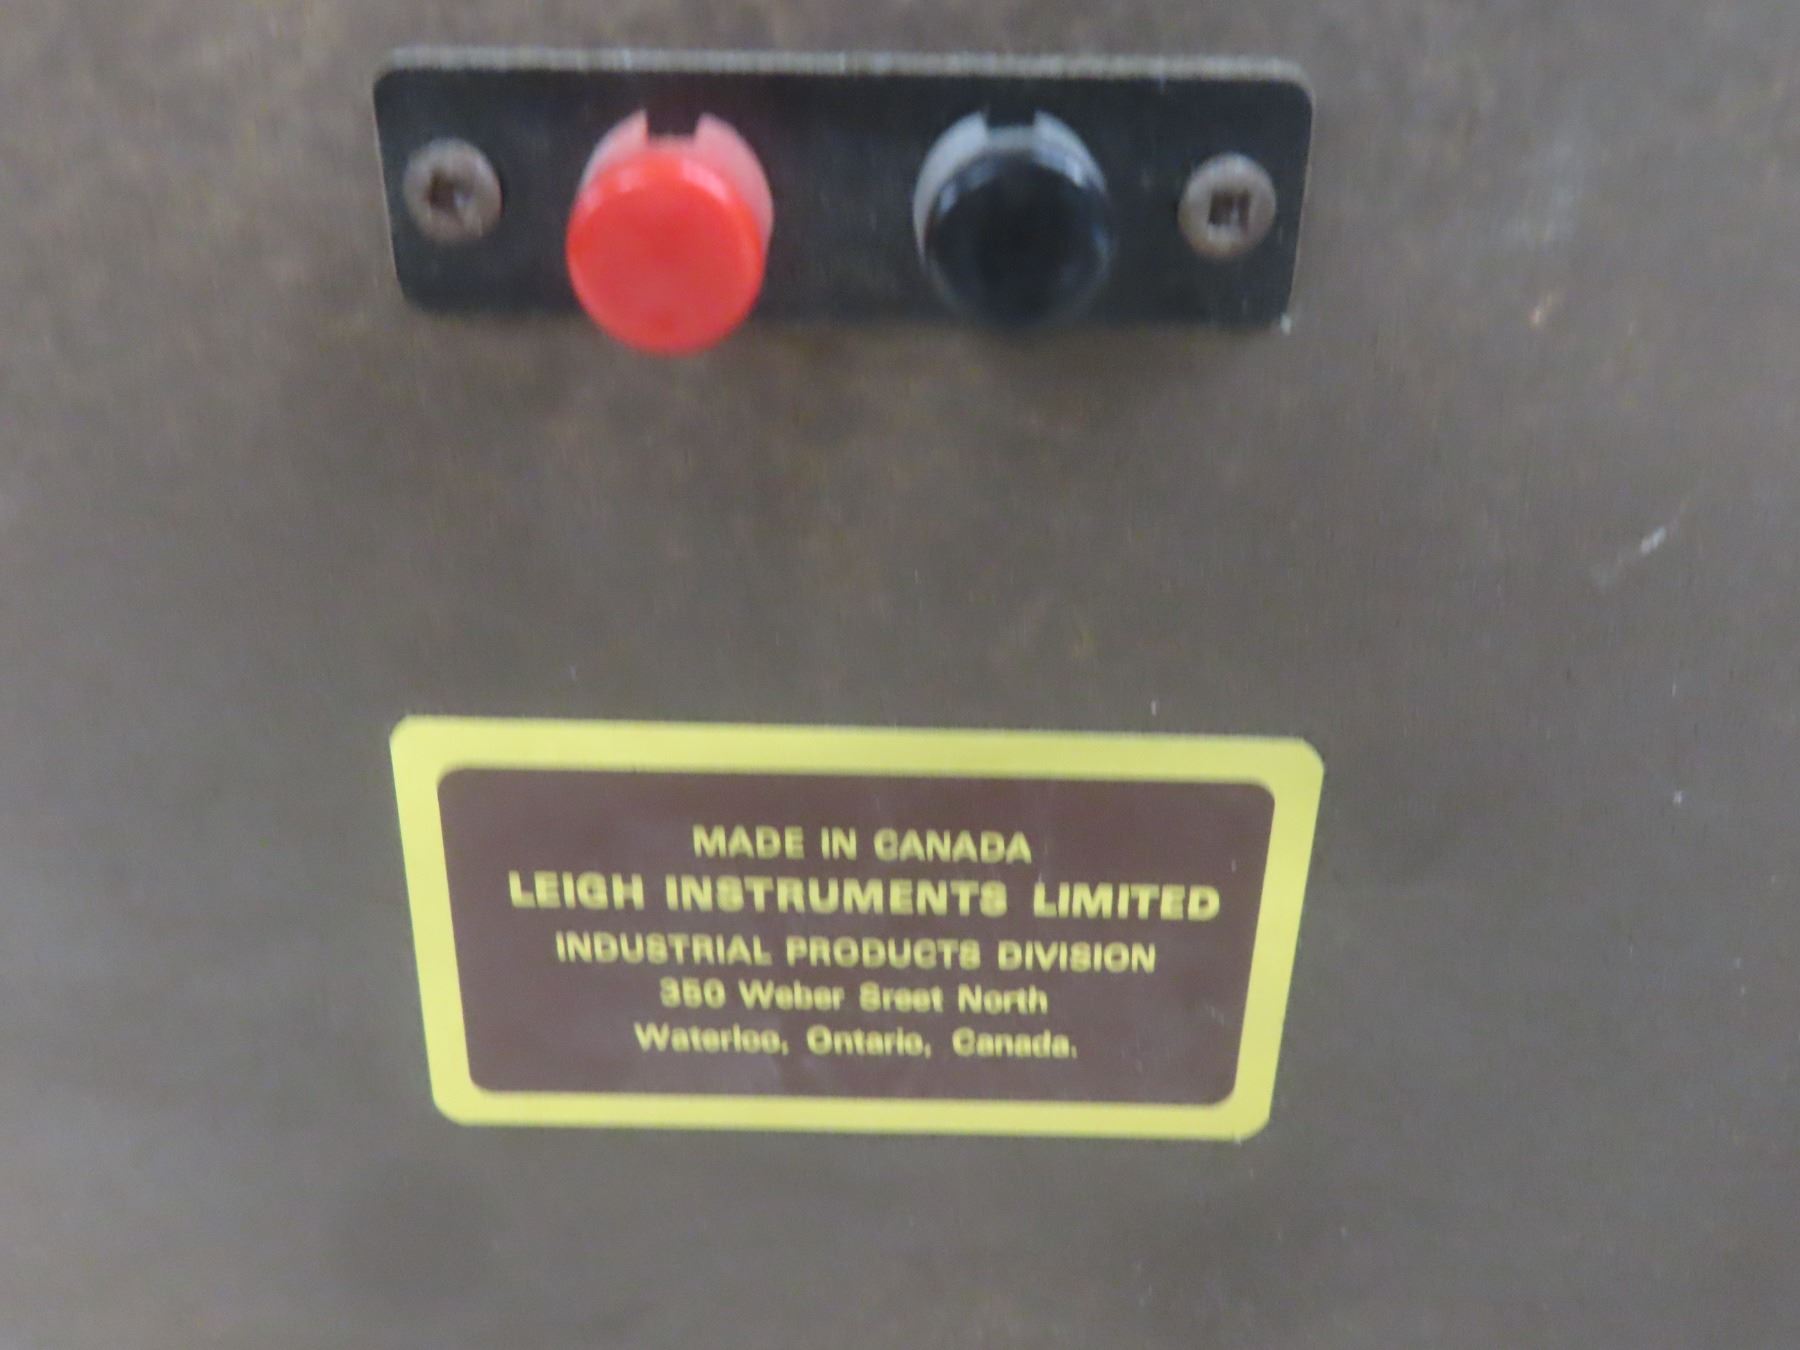 MADE IN CANADA
LEIGH INSTRUMENTS LIMITED
INDUSTRIAL PRODUCTS DIVISION
350 Weber Sreet North
Waterloo, Ontario, Canada.